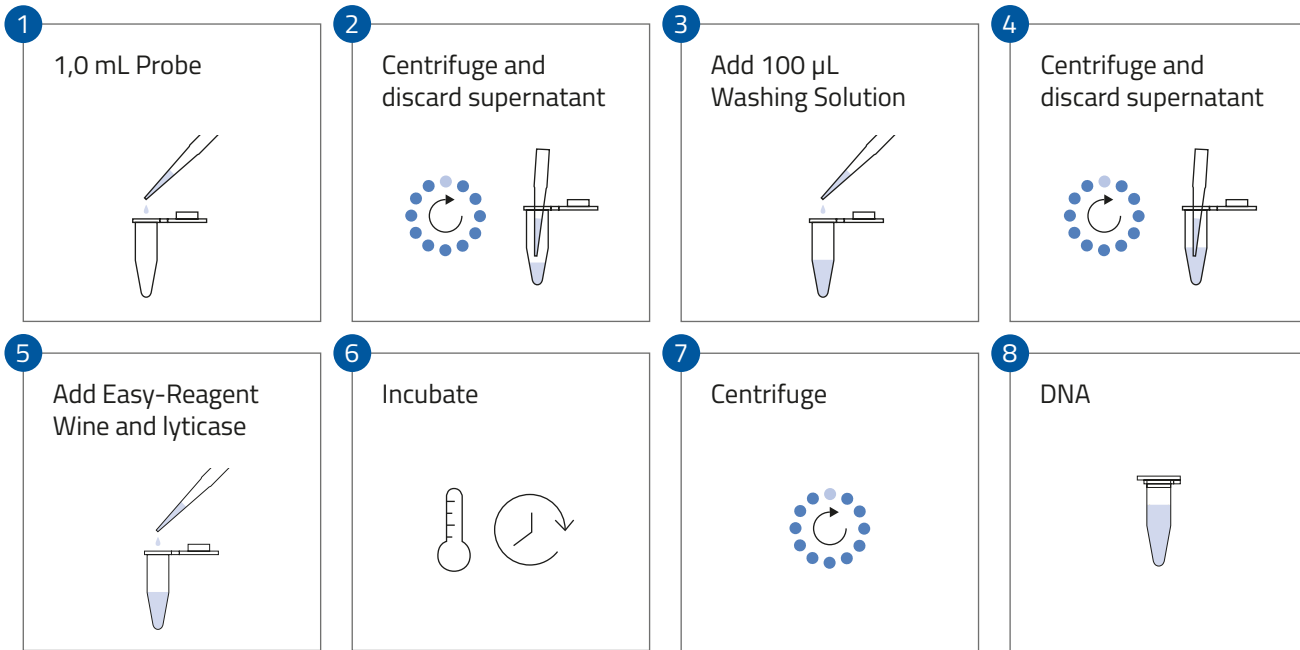 1
1,0 mL Probe
2
Centrifuge and
discard supernatant
3
Add 100 µL
Washing Solution
4
Centrifuge and
discard supernatant
5
Add Easy-Reagent
Wine and lyticase
6
Incubate
7
Centrifuge
8
DNA